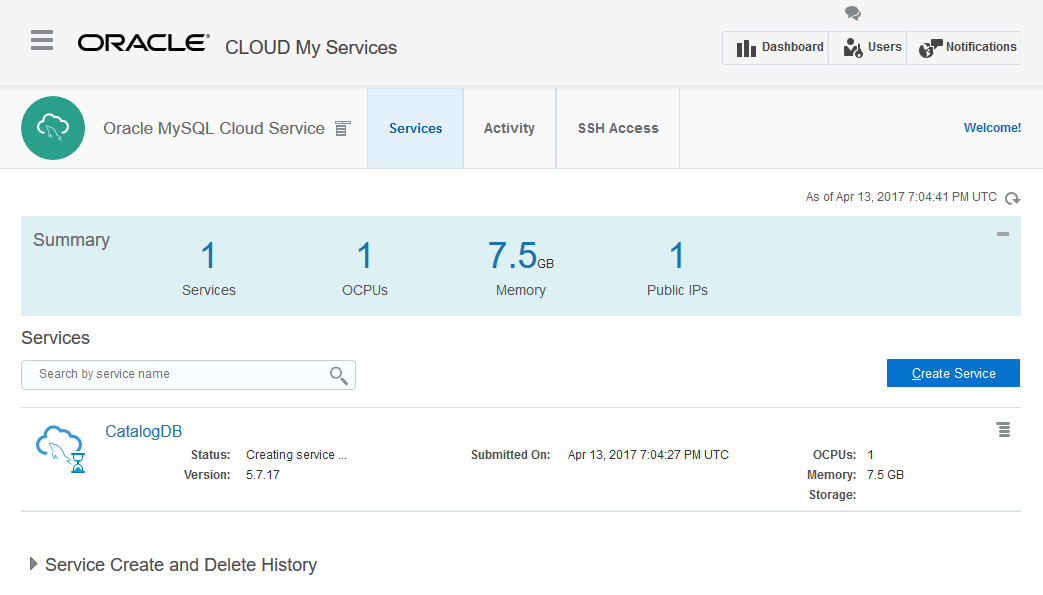 ORACLE® CLOUD My Services
Dashboard Users Notifications
Oracle MySQL Cloud Service Services Activity SSH Access Welcome!
As of Apr 13, 2017 7:04:41 PM UTC
Summary
1 1 7.5GB 1
Services OCPUs Memory Public IPs
Services
Search by service name Create Service
CatalogDB
Status: Creating service ... Submitted On: Apr 13, 2017 7:04:27 PM UTC OCPUs: 1
Version: 5.7.17 Memory: 7.5 GB
Storage:
Service Create and Delete History